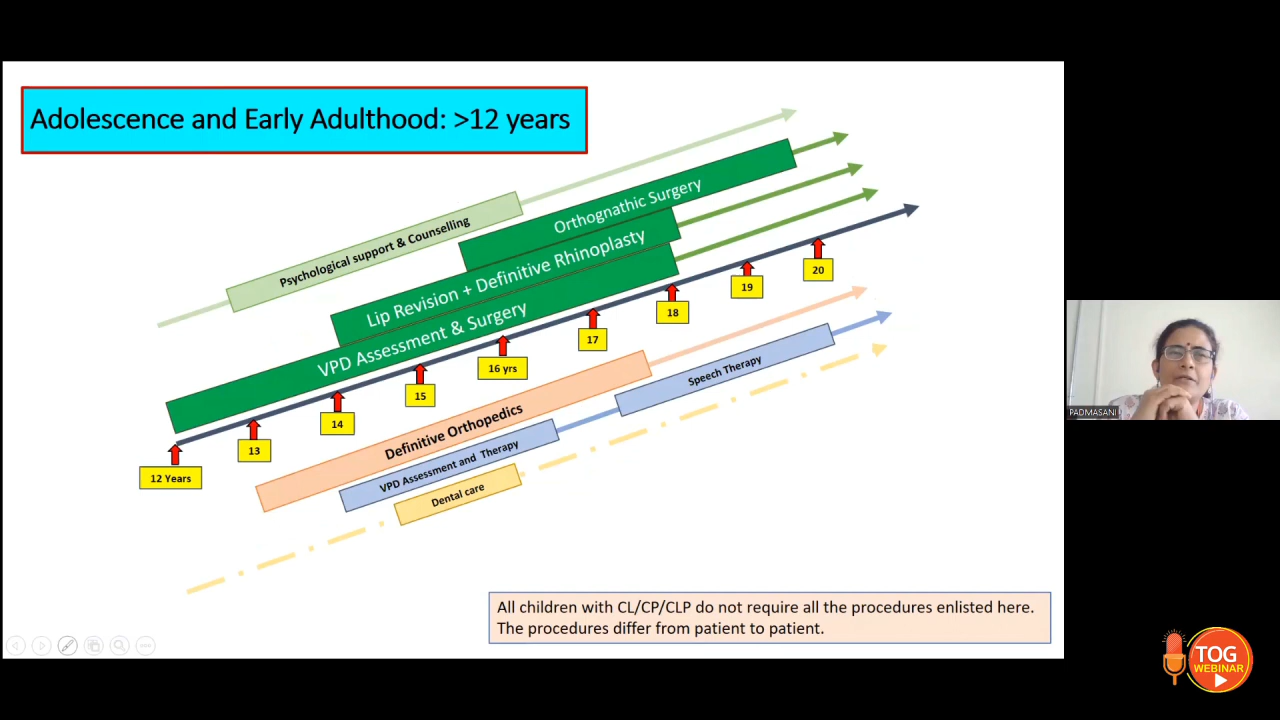 Adolescence and Early Adulthood: >12 years
Psychological support & Counselling
Orthognathic Surgery
Lip Revision + Definitive Rhinoplasty
VPD Assessment & Surgery
12 Years
13
14
15
16 yrs
17
18
19
20
Definitive Orthopedics
VPD Assessment and Therapy
Speech Therapy
Dental care
All children with CL/CP/CLP do not require all the procedures enlisted here.
The procedures differ from patient to patient.
PADMASANI
TOG
WEBINAR